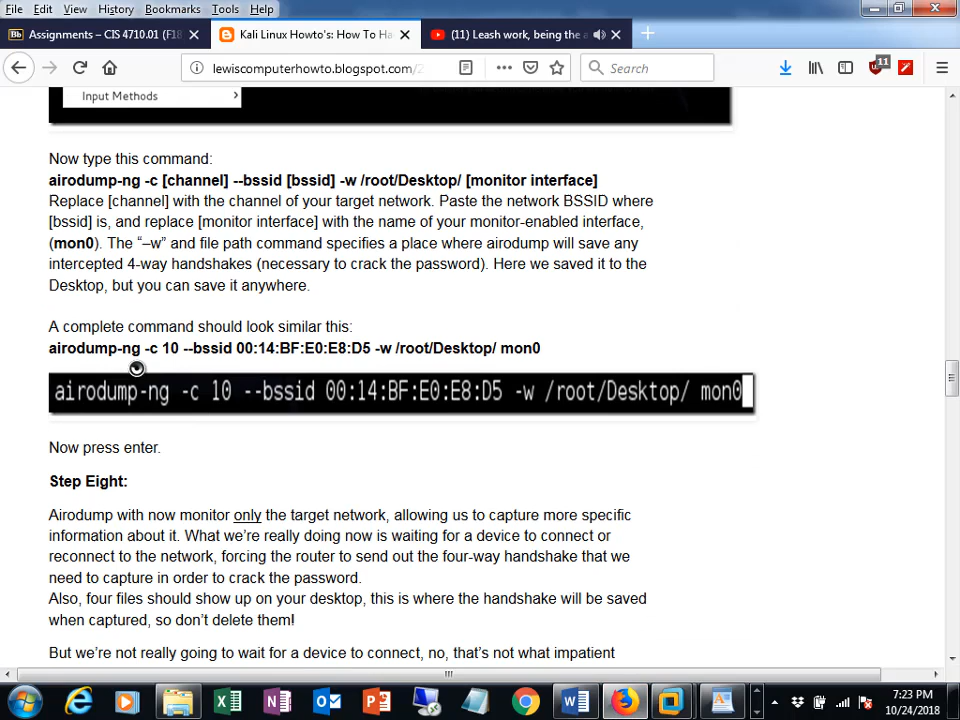 File Edit View History Bookmarks Tools Help
Bb Assignments – CIS 4710.01 (F18
Kali Linux Howto's: How To Ha
(11) Leash work, being the a
lewiscomputerhowto.blogspot.com/2
Search
11
Input Methods
Now type this command:
airodump-ng -c [channel] --bssid [bssid] -w /root/Desktop/ [monitor interface]
Replace [channel] with the channel of your target network. Paste the network BSSID where
[bssid] is, and replace [monitor interface] with the name of your monitor-enabled interface,
(mon0). The “–w” and file path command specifies a place where airodump will save any
intercepted 4-way handshakes (necessary to crack the password). Here we saved it to the
Desktop, but you can save it anywhere.
A complete command should look similar this:
airodump-ng -c 10 --bssid 00:14:BF:E0:E8:D5 -w /root/Desktop/ mon0
airodump-ng -c 10 --bssid 00:14:BF:E0:E8:D5 -w /root/Desktop/ mon0
Now press enter.
Step Eight:
Airodump with now monitor only the target network, allowing us to capture more specific
information about it. What we’re really doing now is waiting for a device to connect or
reconnect to the network, forcing the router to send out the four-way handshake that we
need to capture in order to crack the password.
Also, four files should show up on your desktop, this is where the handshake will be saved
when captured, so don’t delete them!
But we’re not really going to wait for a device to connect, no, that’s not what impatient
7:23 PM
10/24/2018